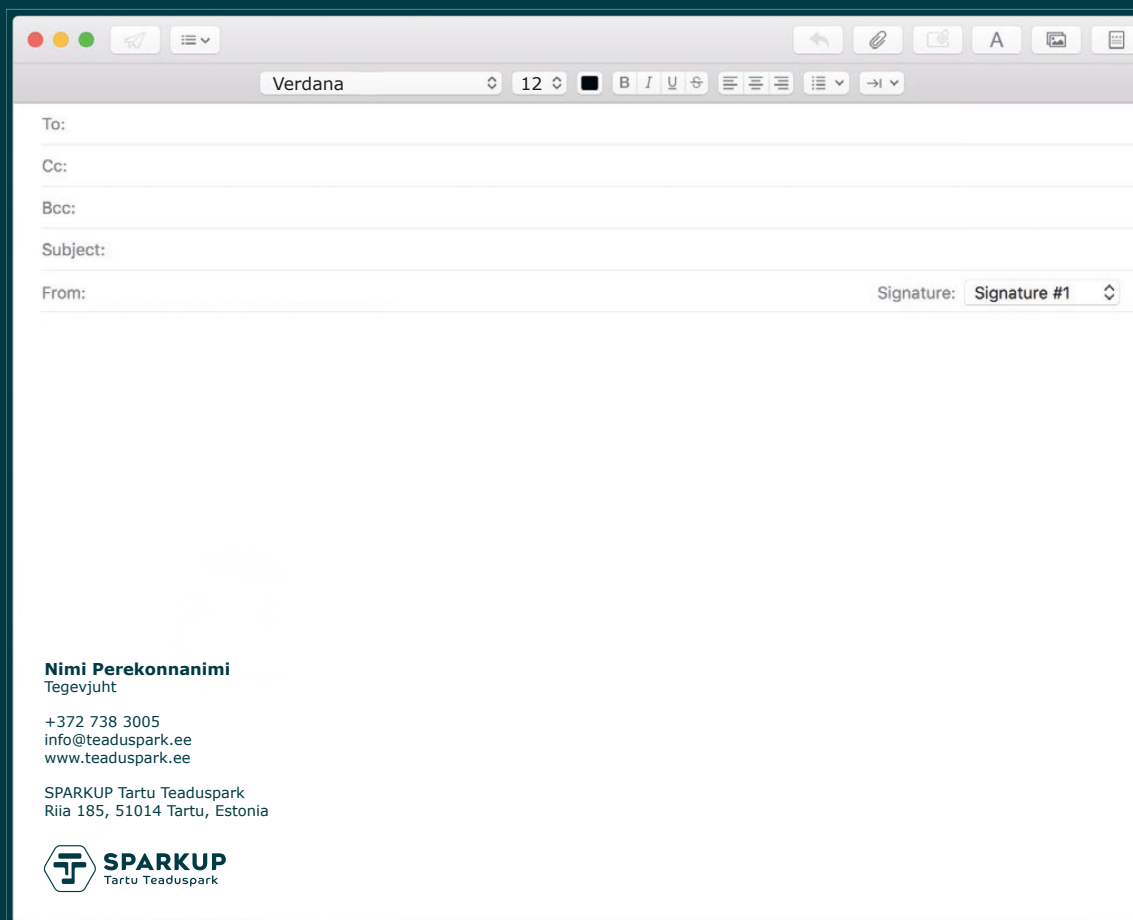 A
Verdana
12
B I U S
To:
Cc:
Bcc:
Subject:
From:
Signature: Signature #1
Nimi Perekonnanimi
Tegevjuht
+372 738 3005
info@teaduspark.ee
www.teaduspark.ee
SPARKUP Tartu Teaduspark
Riia 185, 51014 Tartu, Estonia
SPARKUP
Tartu Teaduspark